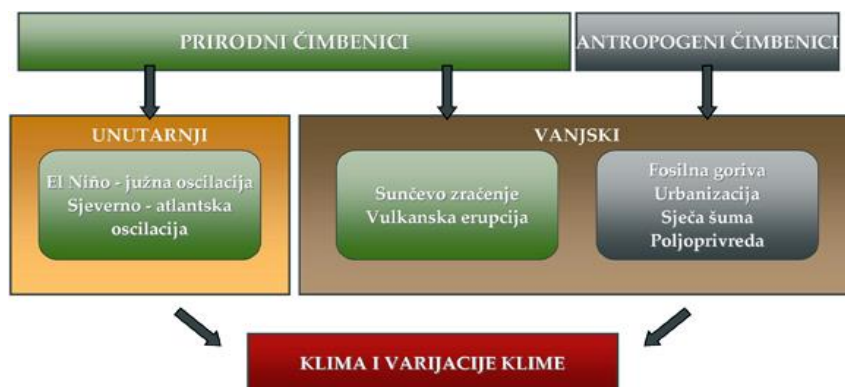 PRIRODNI ČIMBENICI
ANTROPOGENI ČIMBENICI
UNUTARNJI
El Niño - južna oscilacija
Sjeverno - atlantska
oscilacija
VANJSKI
Sunčevo zračenje
Vulkanska erupcija
Fosilna goriva
Urbanizacija
Sječa šuma
Poljoprivreda
KLIMA I VARIJACIJE KLIME